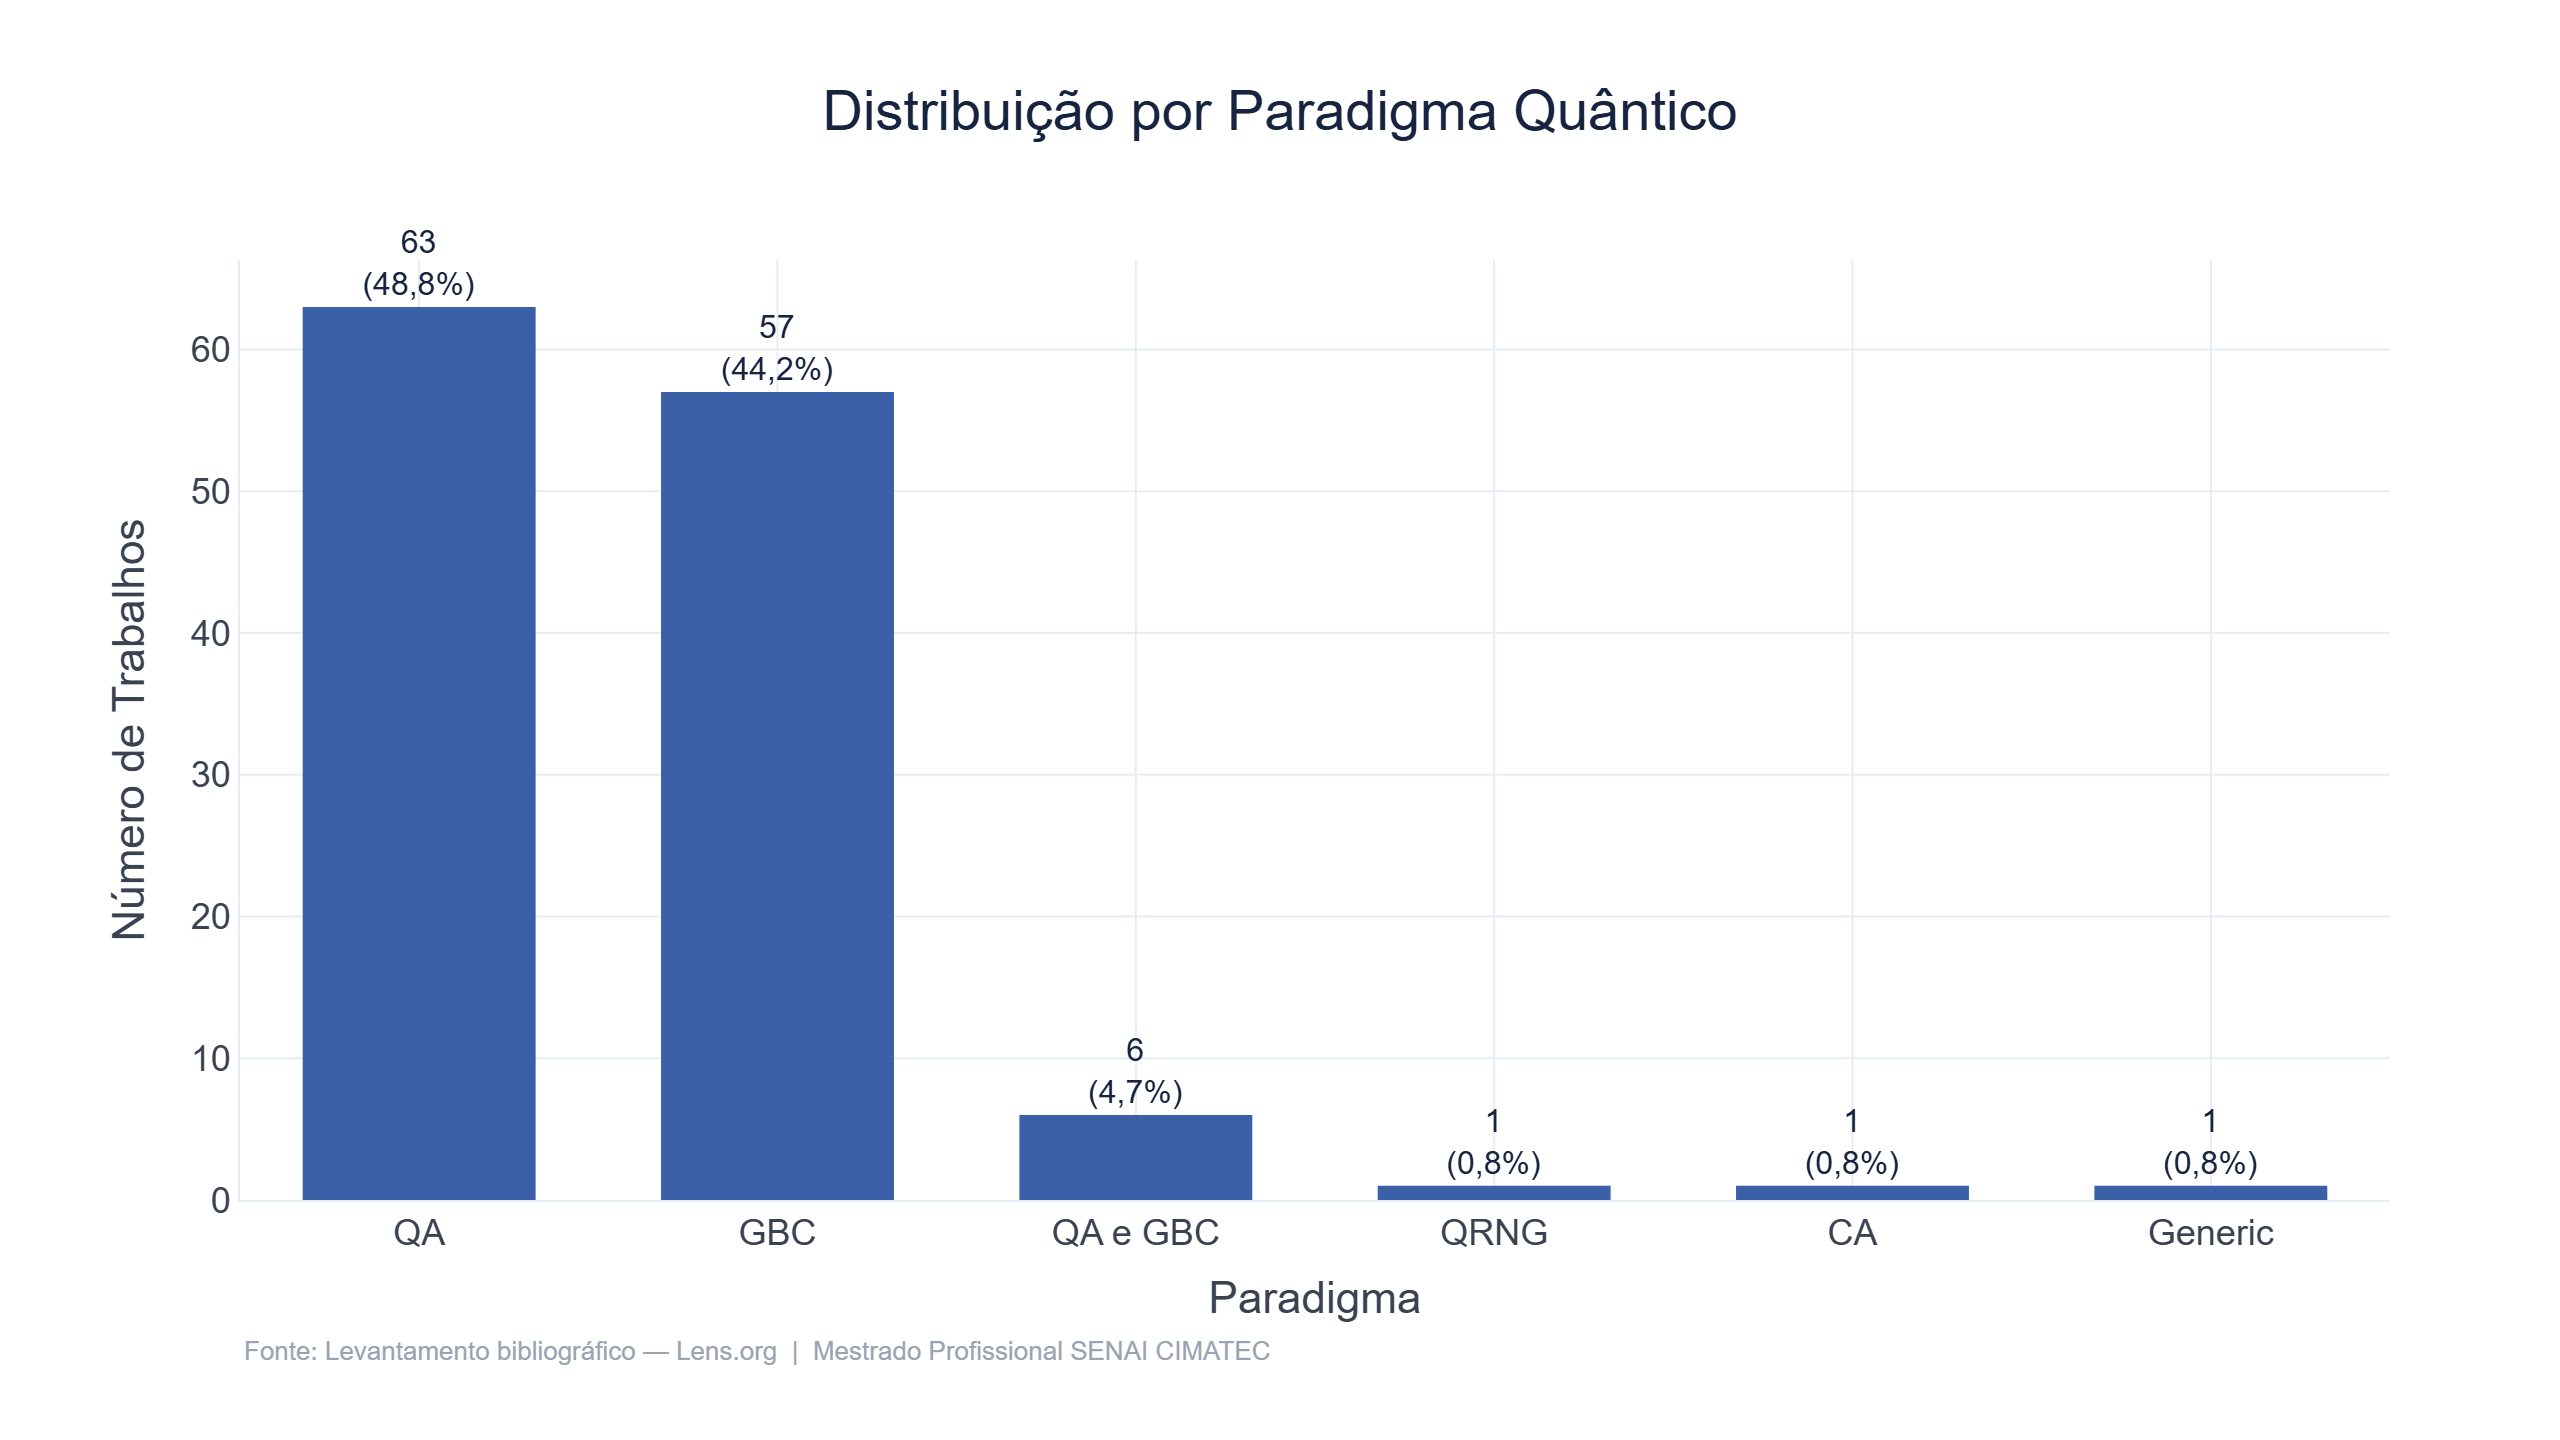 Distribuição por Paradigma Quântico
63
(48,8%)
57
(44,2%)
6
(4,7%)
1
(0,8%)
1
(0,8%)
1
(0,8%)
60
50
40
30
20
10
0
Número de Trabalhos
QA
GBC
QA e GBC
QRNG
CA
Generic
Paradigma
Fonte: Levantamento bibliográfico — Lens.org | Mestrado Profissional SENAI CIMATEC